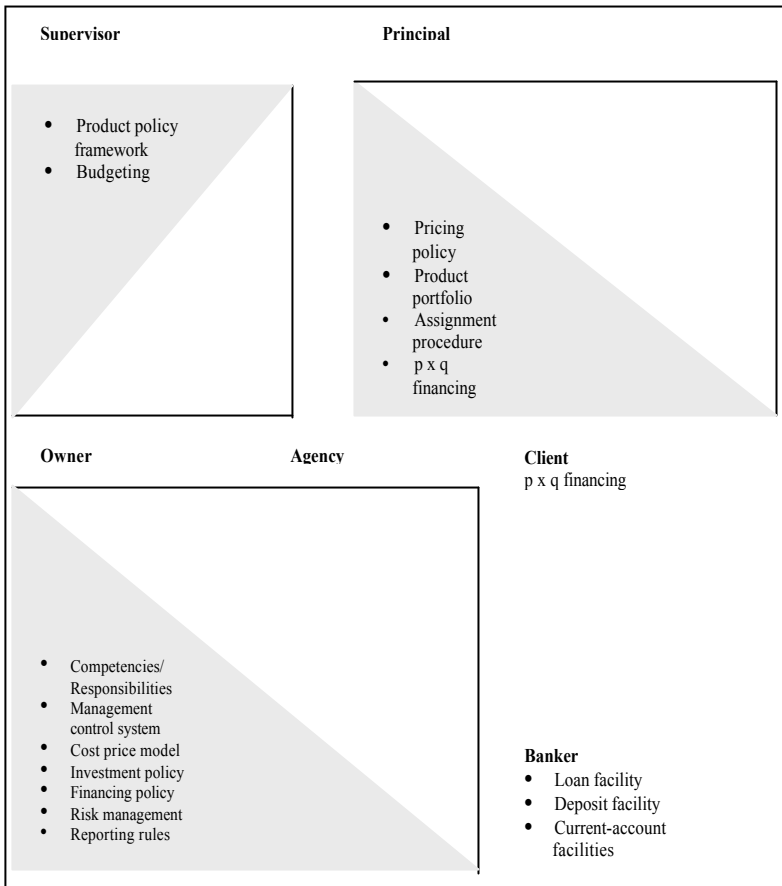 Supervisor
Principal
• Product policy
framework
• Budgeting
• Pricing
policy
• Product
portfolio
• Assignment
procedure
• p x q
financing
Owner
Agency
Client
p x q financing
• Competencies/
Responsibilities
• Management
control system
• Cost price model
• Investment policy
• Financing policy
• Risk management
• Reporting rules
Banker
• Loan facility
• Deposit facility
• Current-account
facilities